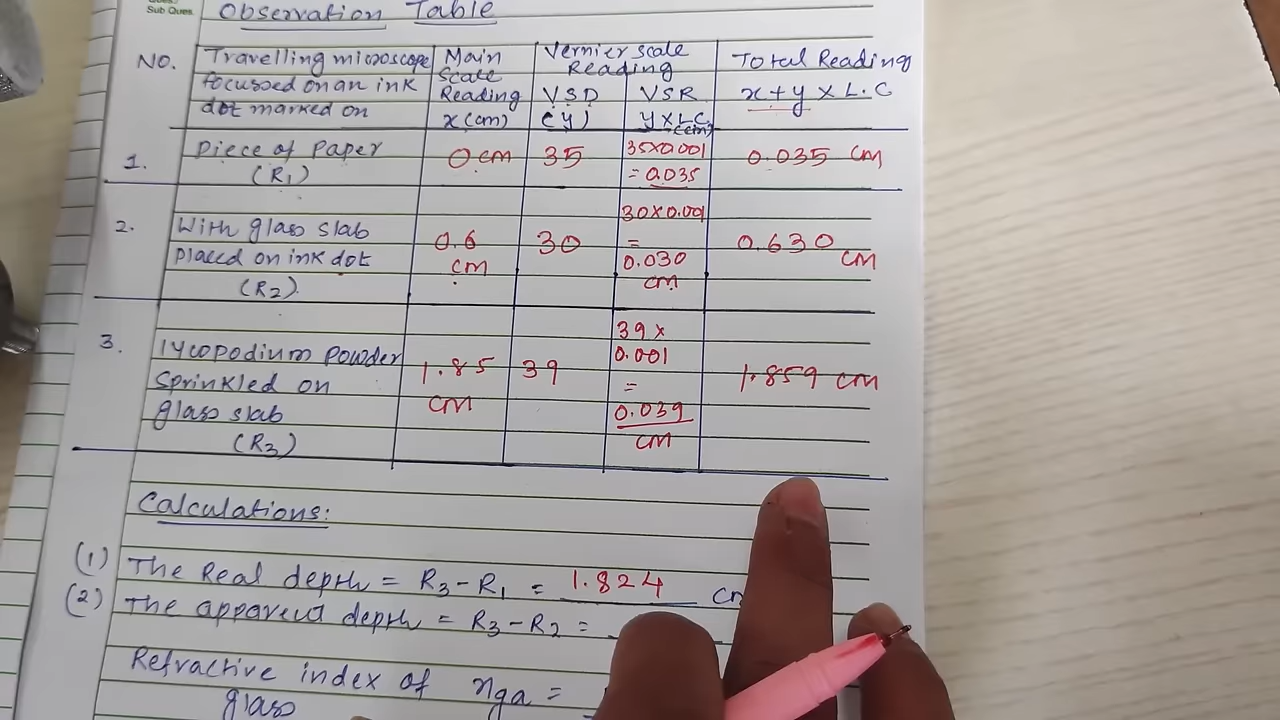 Sub Ques.
Observation Table
NO.
Travelling microscope
focussed on an ink
dot marked on
Main
Scale
Reading
x (cm)
Vernier scale
Reading
VSD
(y)
VSR
y x L.C.
(cm)
Total Reading
x + y x L.C
1.
Piece of paper
(R1)
0 cm
35
35x0.001
= 0.035
0.035 cm
2.
With glass slab
placed on ink dot
(R2).
0.6
cm
30
30x0.001
=
0.030
cm
0.630
cm
3.
lycopodium powder
sprinkled on
glass slab
(R3)
1.85
cm
39
39 x
0.001
=
0.039
cm
1.859 cm
Calculations:
(1) The Real depth = R3 - R1 = 1.824
(2) The apparent depth = R3 - R2 =
Refractive index of nga =
glass